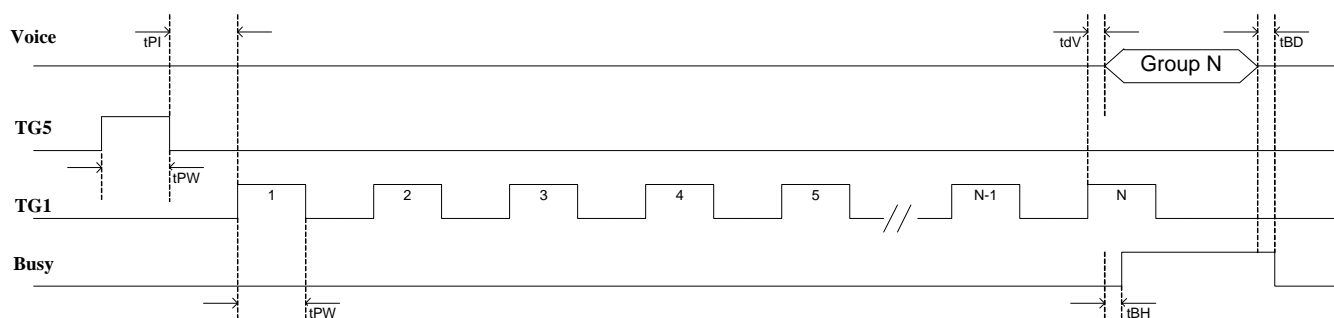 Voice
tPI
tdV
tBD
Group N
TG5
tPW
TG1
1
2
3
4
5
N-1
N
Busy
tPW
tBH